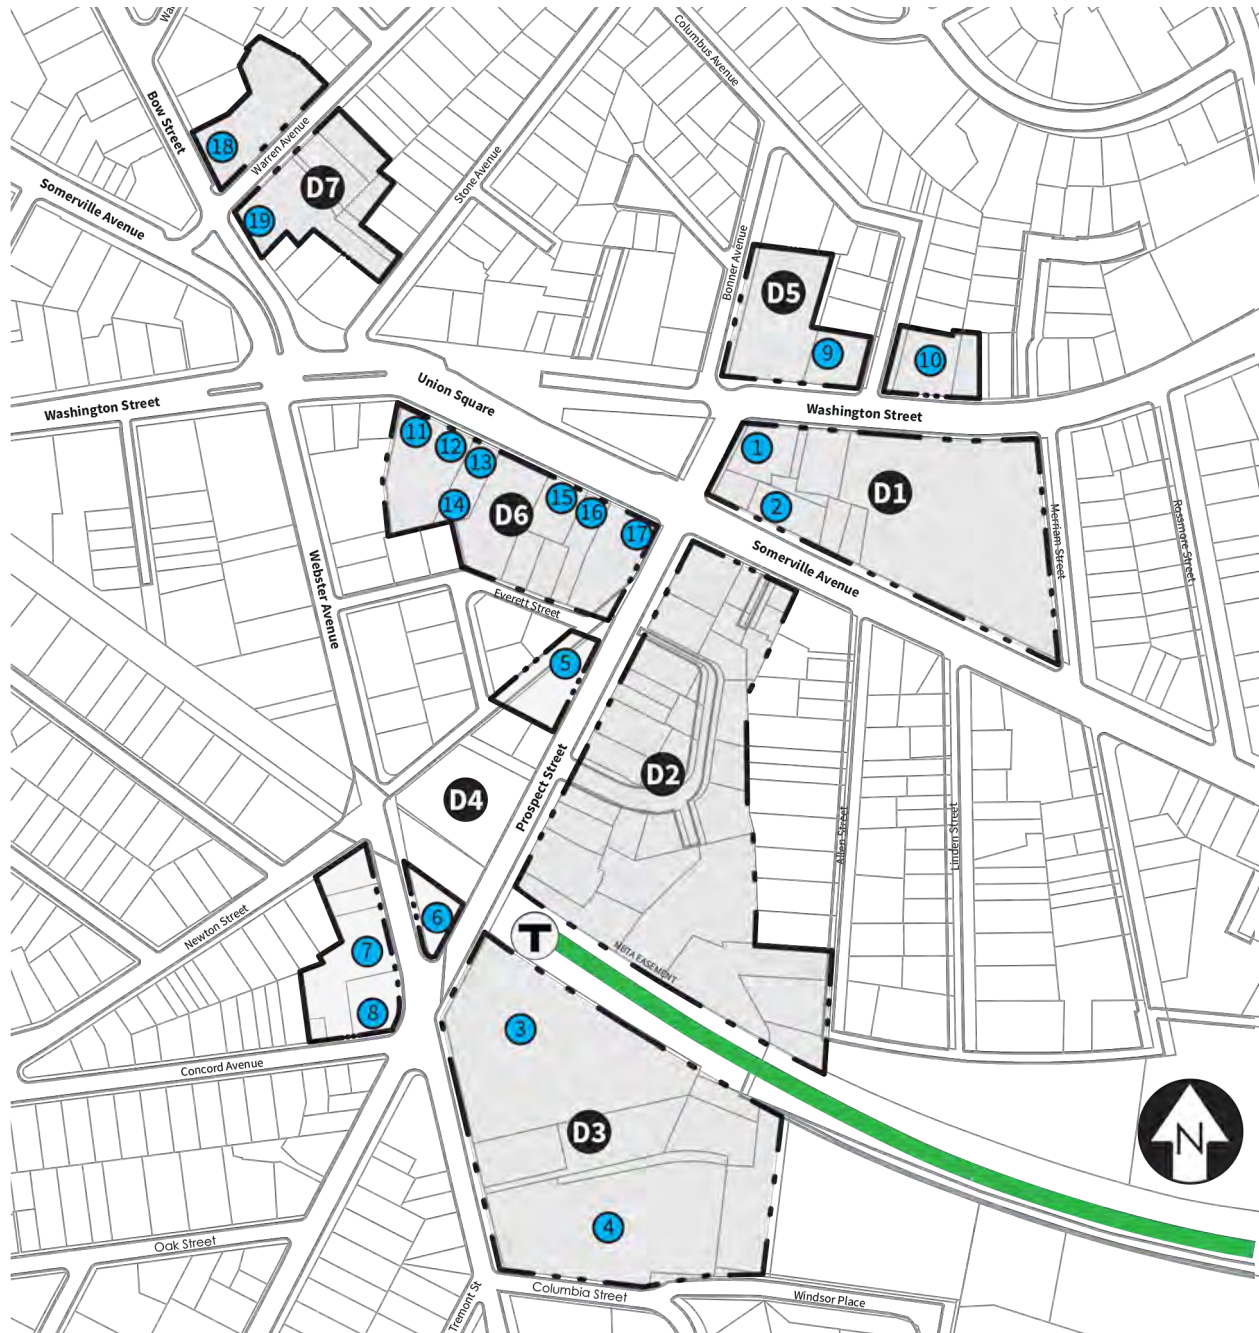 Wa
Columbus Avenue
Bow Street
18
Warren Avenue
Stone Avenue
D7
Somerville Avenue
19
Bonner Avenue
D5
9
10
Union Square
Washington Street
Washington Street
11
12
13
1
D1
14
15
16
2
D6
17
Merriam Street
Rossmore Street
Somerville Avenue
Webster Avenue
Everett Street
5
D2
Prospect Street
D4
Allen Street
Linden Street
6
Newton Street
T
7
MBTA EASEMENT
8
3
Concord Avenue
D3
N
4
Oak Street
Columbia Street
Windsor Place
Tremont St